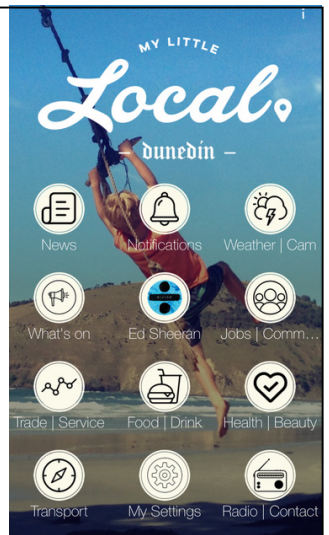 i
MY LITTLE
Local.
– dunedin –
News
Notifications
Weather | Cam
What's on
Ed Sheeran
Jobs | Comm...
Trade | Service
Food | Drink
Health | Beauty
Transport
My Settings
Radio | Contact